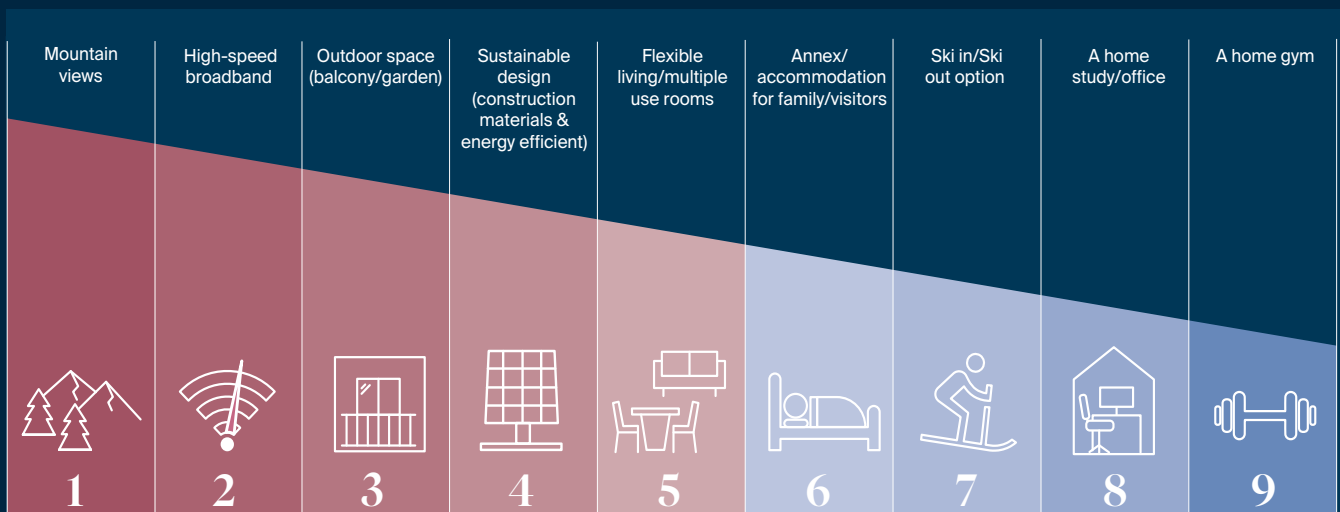 Mountain
views
High-speed
broadband
Outdoor space
(balcony/garden)
Sustainable
design
(construction
materials &
energy efficient)
Flexible
living/multiple
use rooms
Annex/
accommodation
for family/visitors
Ski in/Ski
out option
A home
study/office
A home gym
1
2
3
4
5
6
7
8
9